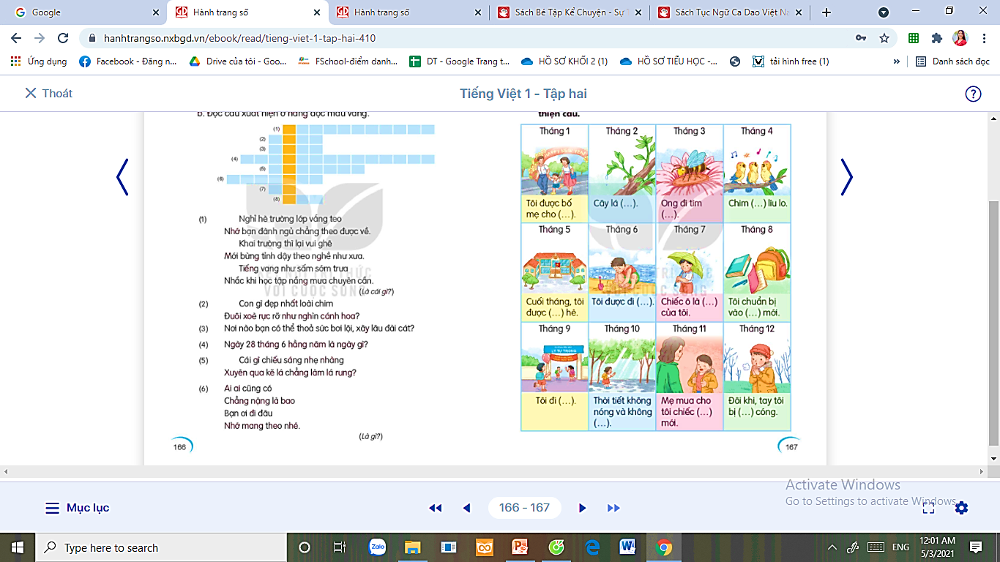 Google
Hành trang số
Hành trang số
Sách Bé Tập Kể Chuyện - Sự T
Sách Tục Ngữ Ca Dao Việt Na
hanhtrangso.nxbgd.vn/ebook/read/tieng-viet-1-tap-hai-410
Ứng dụng
Facebook - Đăng n...
Drive của tôi - Goo...
FSchool-điểm danh...
DT - Google Trang t...
HỒ SƠ KHỐI 2 (1)
HỒ SƠ TIỂU HỌC -...
tải hình free (1)
»
Danh sách đọc
Thoát
Tiếng Việt 1 - Tập hai
b. Đọc câu xuất hiện ở hàng dọc màu vàng.
(1)
(2)
(3)
(4)
(5)
(6)
(7)
(8)
(1) Nghỉ hè trường lớp vắng teo
Nhớ bạn đành ngủ chẳng theo được về.
Khai trường thì lại vui ghê
Mới bừng tỉnh dậy theo nghề như xưa.
Tiếng vang như sấm sớm trưa
Nhắc khi học tập nắng mưa chuyên cần.
(Là cái gì?)
(2) Con gì đẹp nhất loài chim
Đuôi xoè rực rỡ như nghìn cánh hoa?
(3) Nơi nào bạn có thể thoả sức bơi lội, xây lâu đài cát?
(4) Ngày 28 tháng 6 hằng năm là ngày gì?
(5) Cái gì chiếu sáng nhẹ nhàng
Xuyên qua kẽ lá chẳng làm lá rung?
(6) Ai ai cũng có
Chẳng nặng là bao
Bạn ơi đi đâu
Nhớ mang theo nhé.
(Là gì?)
166
VỚI CUỘC SỐNG
thiện câu.
Tháng 1
Tháng 2
Tháng 3
Tháng 4
Tôi được bố mẹ cho (...).
Cây lá (...).
Ong đi tìm (...).
Chim (...) líu lo.
Tháng 5
Tháng 6
Tháng 7
Tháng 8
Cuối tháng, tôi được (...) hè.
Tôi được đi (...).
Chiếc ô là (...) của tôi.
Tôi chuẩn bị vào (...) mới.
Tháng 9
Tháng 10
Tháng 11
Tháng 12
LÝ TỰ TRỌNG
Tôi đi (...).
Thời tiết không nóng và không (...).
Mẹ mua cho tôi chiếc (...) mới.
Đôi khi, tay tôi bị (...) cóng.
167
Activate Windows
Go to Settings to activate Windows.
Mục lục
166 - 167
Type here to search
Zalo
ENG
12:01 AM
5/3/2021